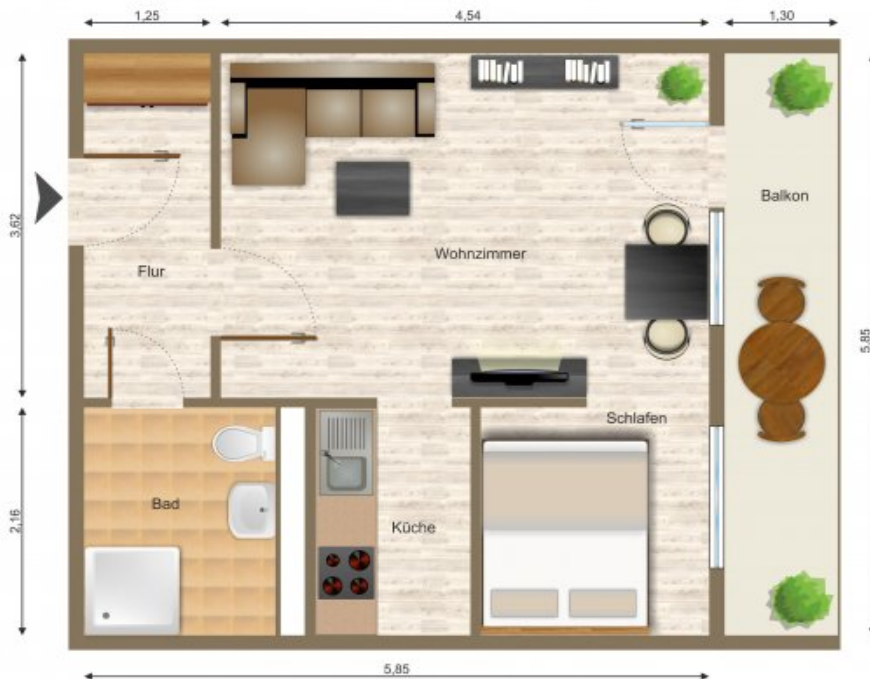 1,25
4,54
1,30
3,62
Balkon
Wohnzimmer
Flur
5,85
Schlafen
Bad
Küche
2,16
5,85